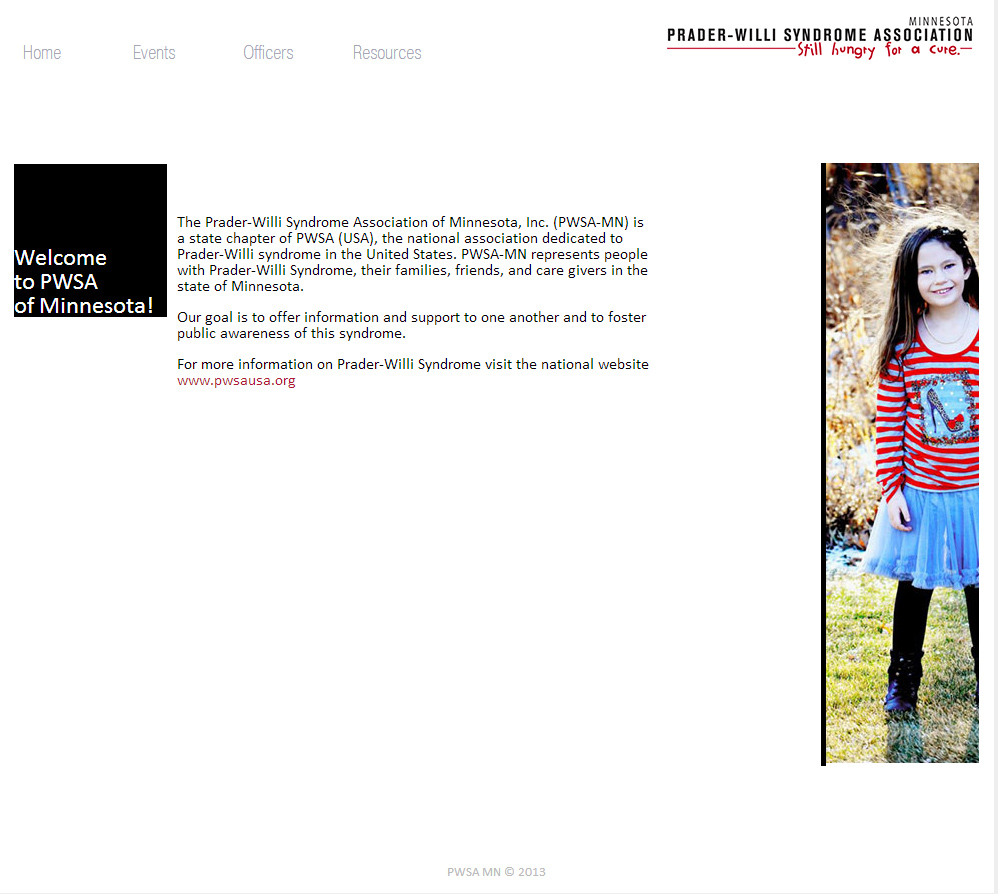 Home
Events
Officers
Resources
MINNESOTA
PRADER-WILLI SYNDROME ASSOCIATION
Still hungry for a cure.
Welcome
to PWSA
of Minnesota!
The Prader-Willi Syndrome Association of Minnesota, Inc. (PWSA-MN) is
a state chapter of PWSA (USA), the national association dedicated to
Prader-Willi syndrome in the United States. PWSA-MN represents people
with Prader-Willi Syndrome, their families, friends, and care givers in the
state of Minnesota.
Our goal is to offer information and support to one another and to foster
public awareness of this syndrome.
For more information on Prader-Willi Syndrome visit the national website
www.pwsausa.org
PWSA MN © 2013